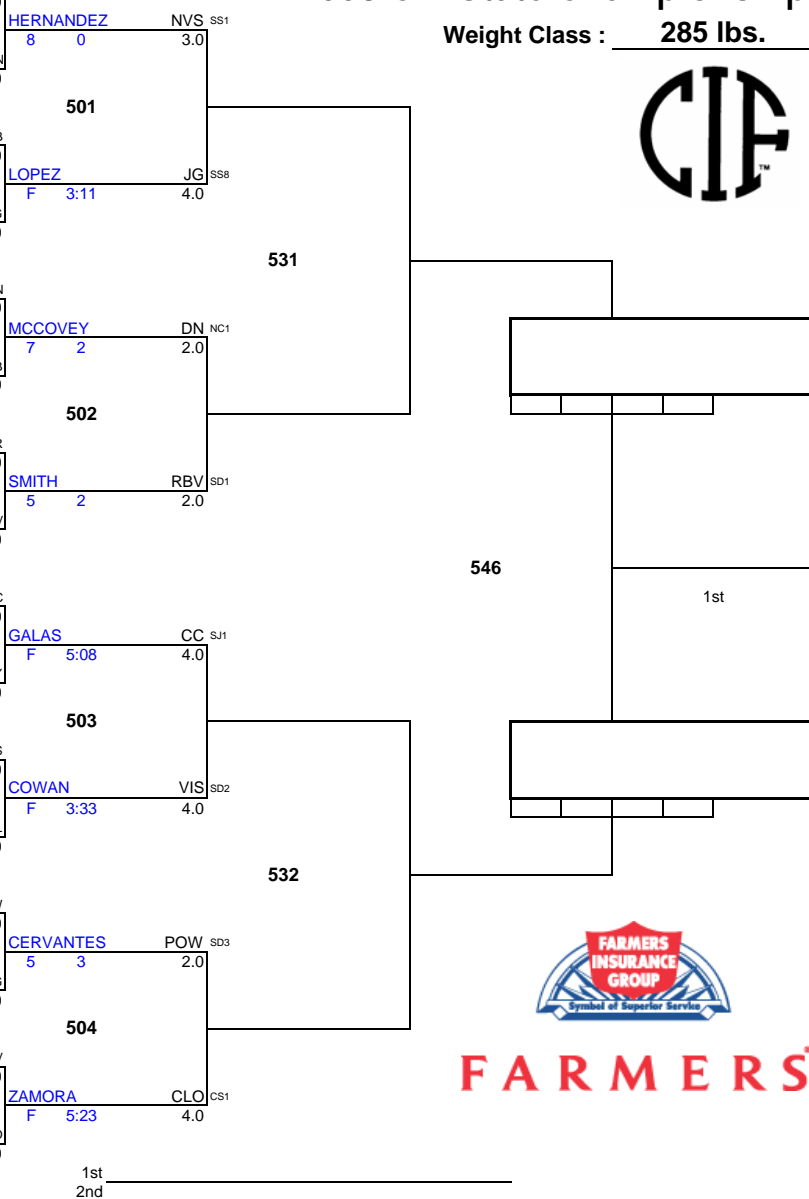 Weight Class : 285 lbs.
HERNANDEZ NVS SS1
8 0 3.0
CIF™
501
LOPEZ JG SS8
F 3:11 4.0
531
MCCOVEY DN NC1
7 2 2.0
502
SMITH RBV SD1
5 2 2.0
546
1st
GALAS CC SJ1
F 5:08 4.0
503
COWAN VIS SD2
F 3:33 4.0
532
CERVANTES POW SD3
5 3 2.0
504
ZAMORA CLO CS1
F 5:23 4.0
FARMERS
INSURANCE
GROUP
Symbol of Superior Service
FARMERS
1st
2nd